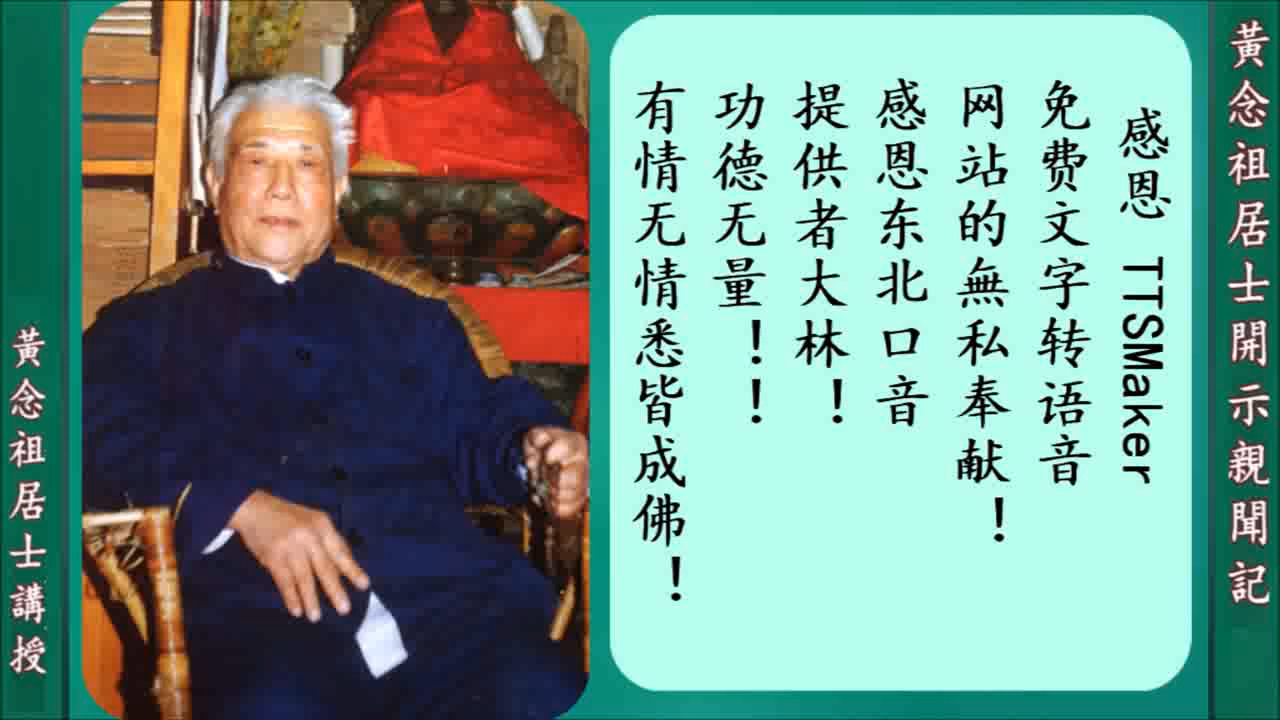 黃念祖居士開示親聞記
感恩 TTSMaker
免费文字转语音
网站的無私奉献！
感恩东北口音
提供者大林！
功德无量！！
有情无情悉皆成佛！
黃念祖居士講授